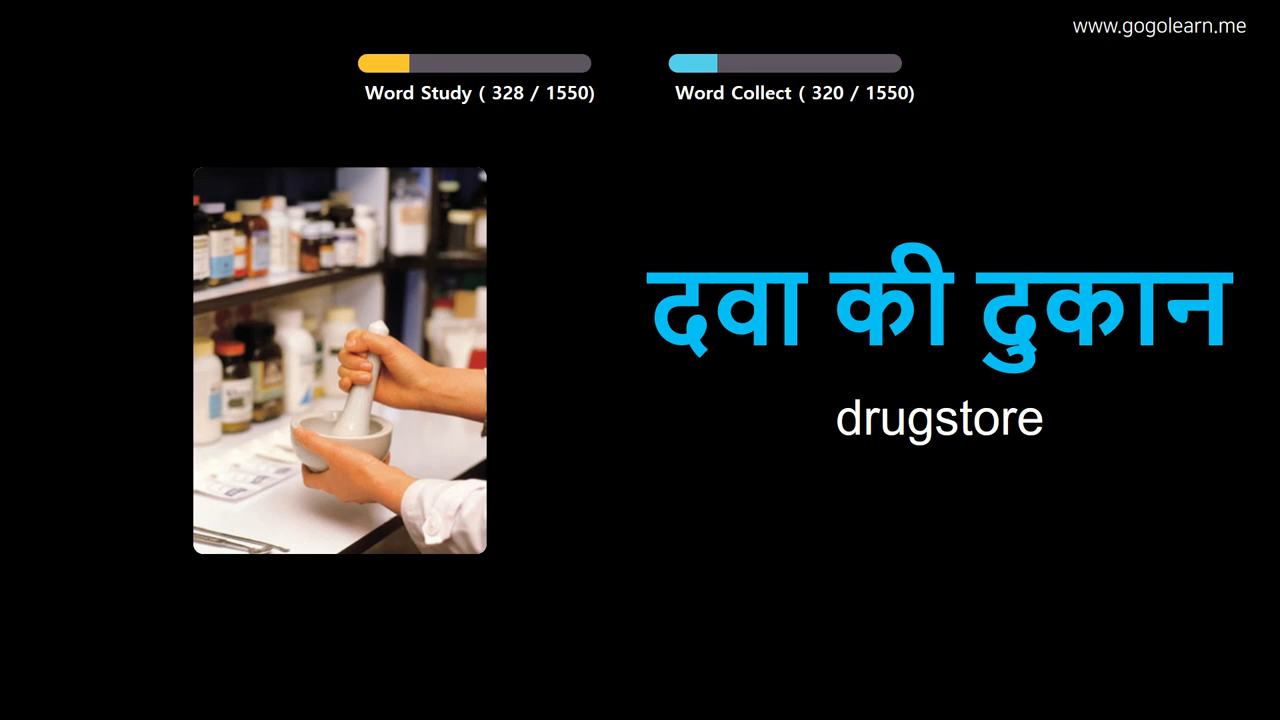 www.gogolearn.me
Word Study ( 328 / 1550)
Word Collect ( 320 / 1550)
दवा की दुकान
drugstore